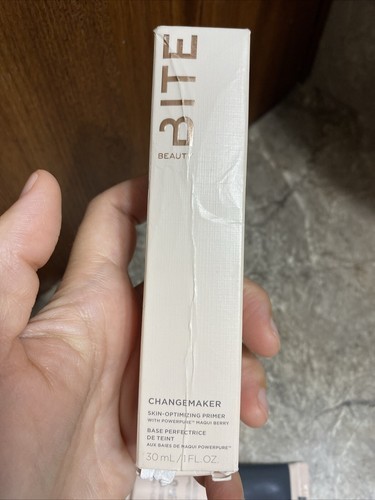 BITE
BEAUTY
CHANGEMAKER
SKIN-OPTIMIZING PRIMER
WITH POWERPURE™ MAQUI BERRY
BASE PERFECTRICE
DE TEINT
AUX BAIES DE MAQUI POWERPURE™
30 mL/1 FL. OZ.